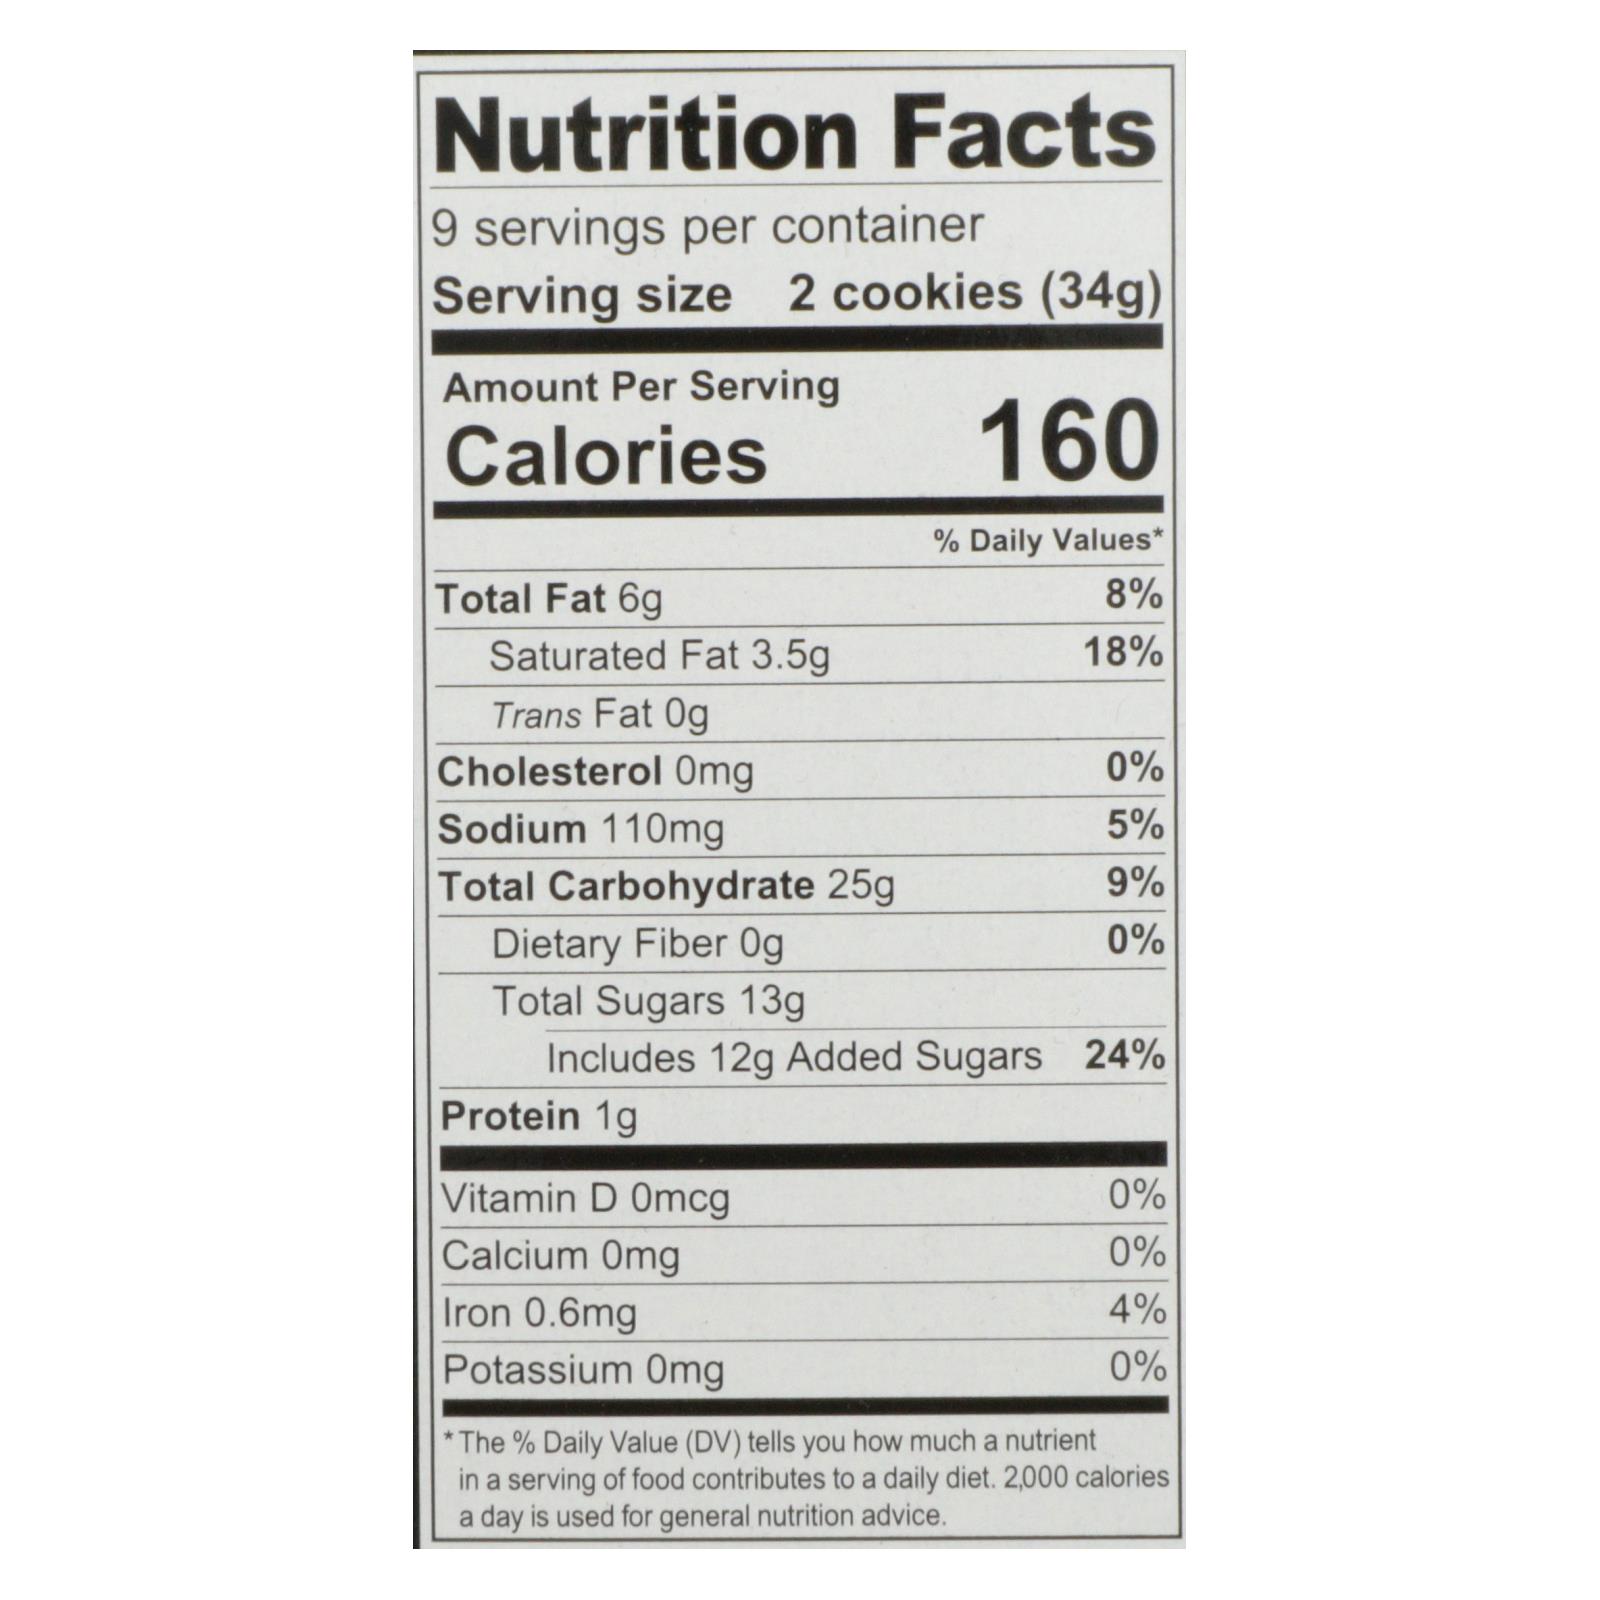 Nutrition Facts
9 servings per container
Serving size 2 cookies (34g)
Amount Per Serving
Calories 160
% Daily Values*
Total Fat 6g 8%
Saturated Fat 3.5g 18%
Trans Fat 0g
Cholesterol 0mg 0%
Sodium 110mg 5%
Total Carbohydrate 25g 9%
Dietary Fiber 0g 0%
Total Sugars 13g
Includes 12g Added Sugars 24%
Protein 1g
Vitamin D 0mcg 0%
Calcium 0mg 0%
Iron 0.6mg 4%
Potassium 0mg 0%
* The % Daily Value (DV) tells you how much a nutrient
in a serving of food contributes to a daily diet. 2,000 calories
a day is used for general nutrition advice.